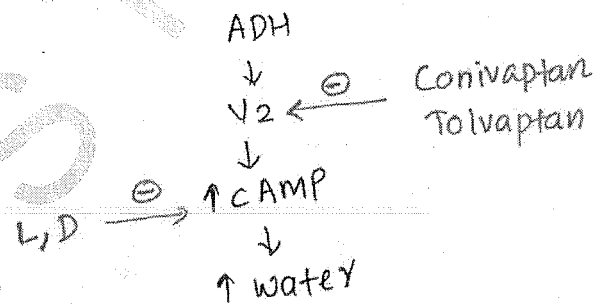 ADH
↓
V2 ← ⊖ Conivaptan
Tolvaptan
↓
L, D ⊖ → ↑ cAMP
↓
↑ water